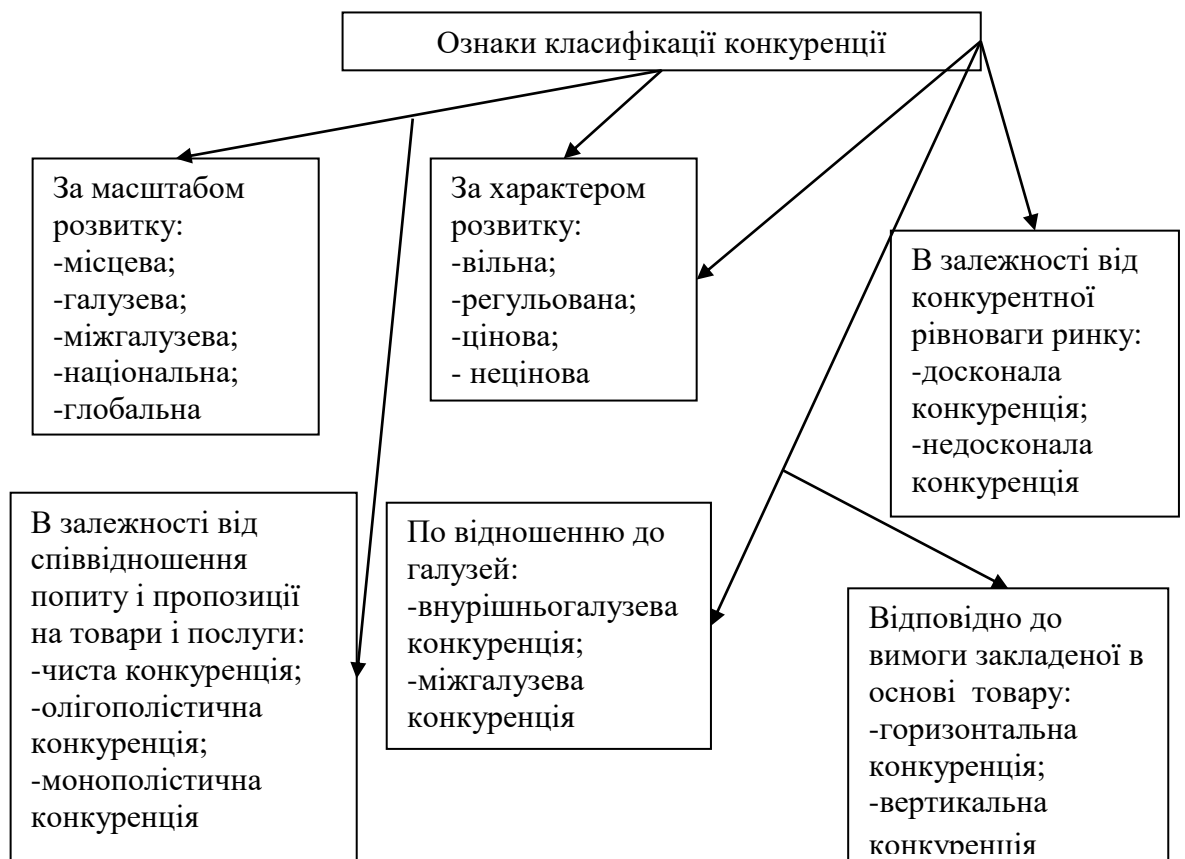 Ознаки класифікації конкуренції
За масштабом
розвитку:
-місцева;
-галузева;
-міжгалузева;
-національна;
-глобальна
За характером
розвитку:
-вільна;
-регульована;
-цінова;
- нецінова
В залежності від
конкурентної
рівноваги ринку:
-досконала
конкуренція;
-недосконала
конкуренція
В залежності від
співвідношення
попиту і пропозиції
на товари і послуги:
-чиста конкуренція;
-олігополістична
конкуренція;
-монополістична
конкуренція
По відношенню до
галузей:
-внурішньогалузева
конкуренція;
-міжгалузева
конкуренція
Відповідно до
вимоги закладеної в
основі  товару:
-горизонтальна
конкуренція;
-вертикальна
конкуренція